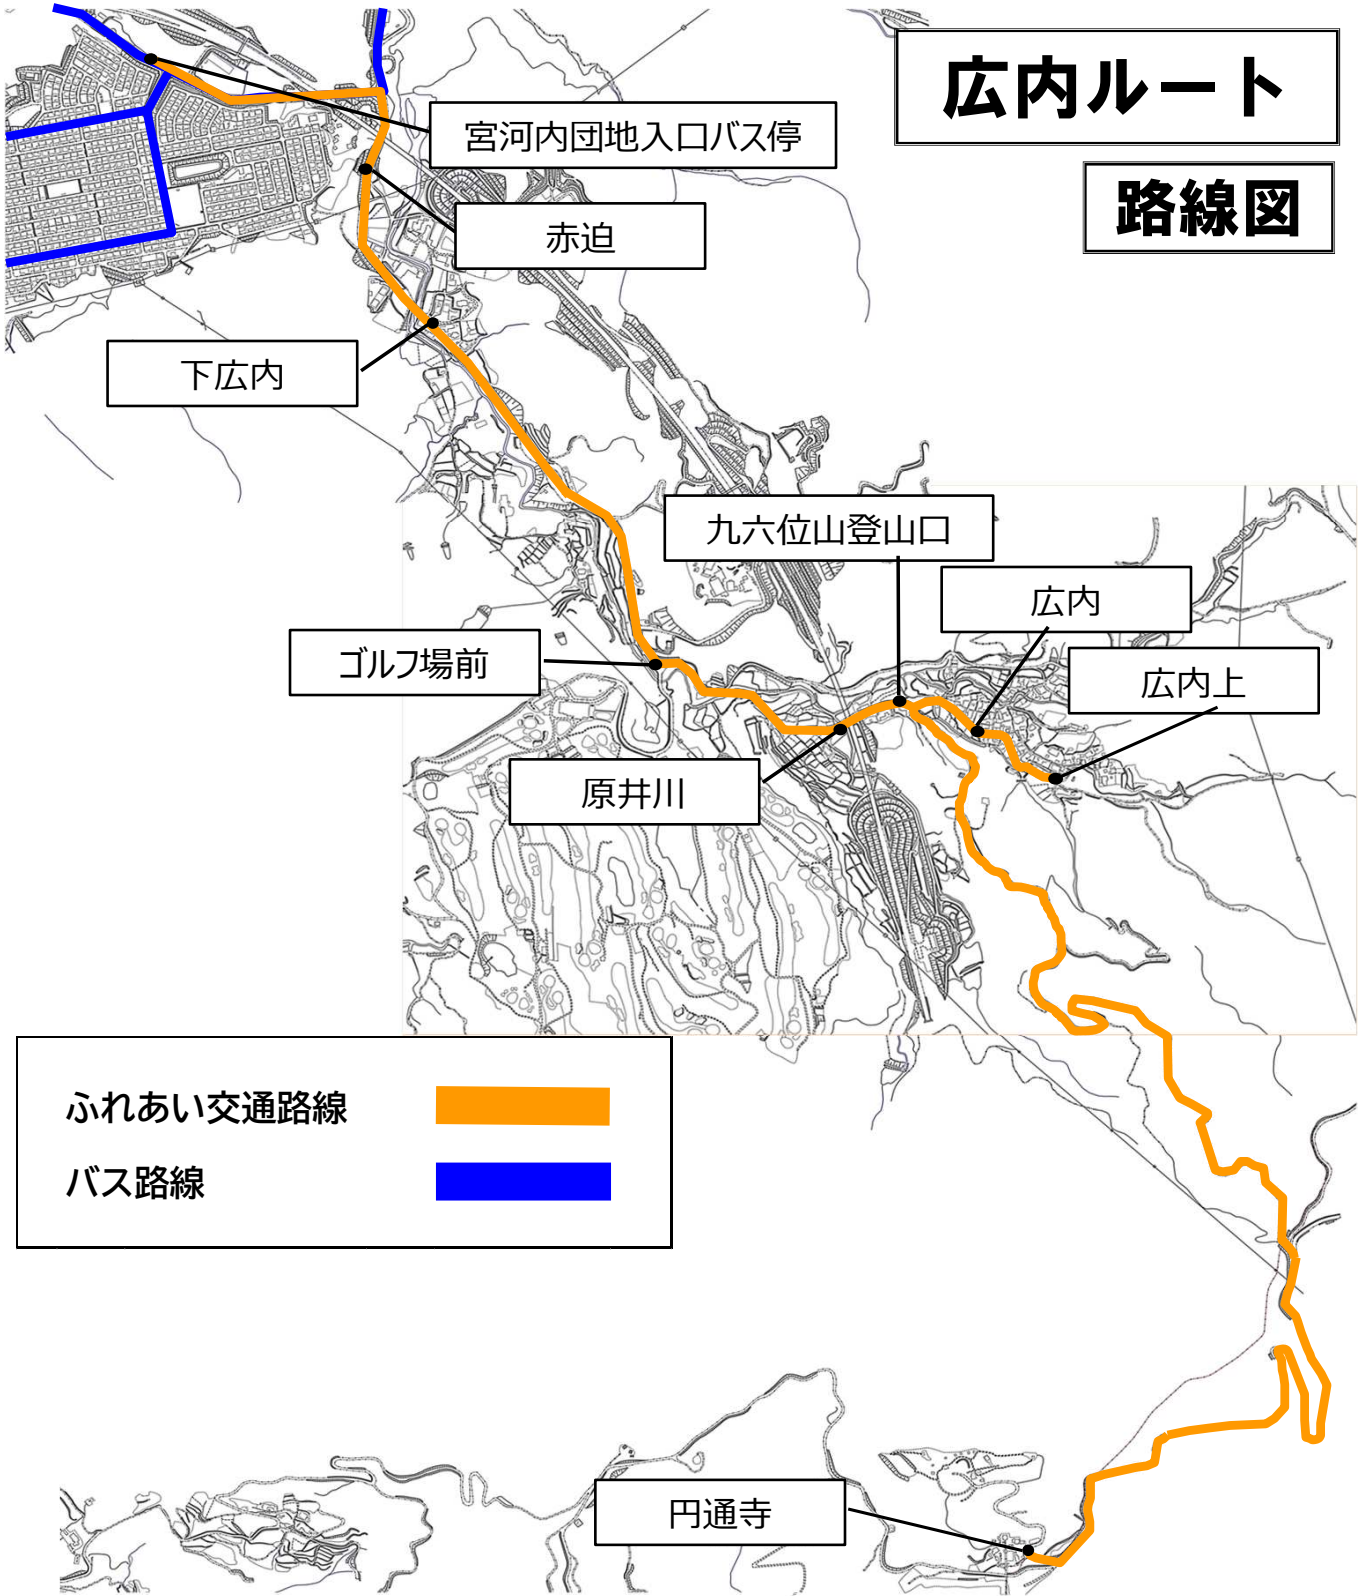 広内ルート
路線図
宮河内団地入口バス停
赤迫
下広内
九六位山登山口
広内
ゴルフ場前
広内上
原井川
ふれあい交通路線
バス路線
円通寺